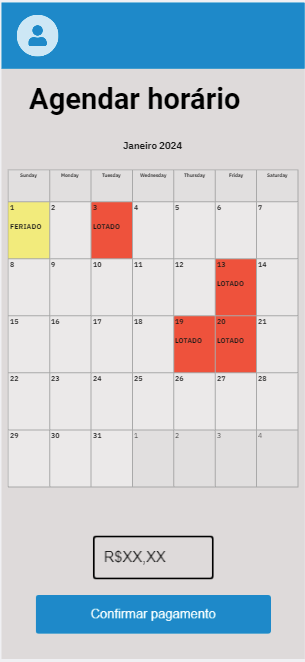 Agendar horário
Janeiro 2024
Sunday Monday Tuesday Wednesday Thursday Friday Saturday
1 2 3 4 5 6 7
FERIADO LOTADO
8 9 10 11 12 13 14
LOTADO
15 16 17 18 19 20 21
LOTADO LOTADO
22 23 24 25 26 27 28
29 30 31 1 2 3 4
R$XX,XX
Confirmar pagamento